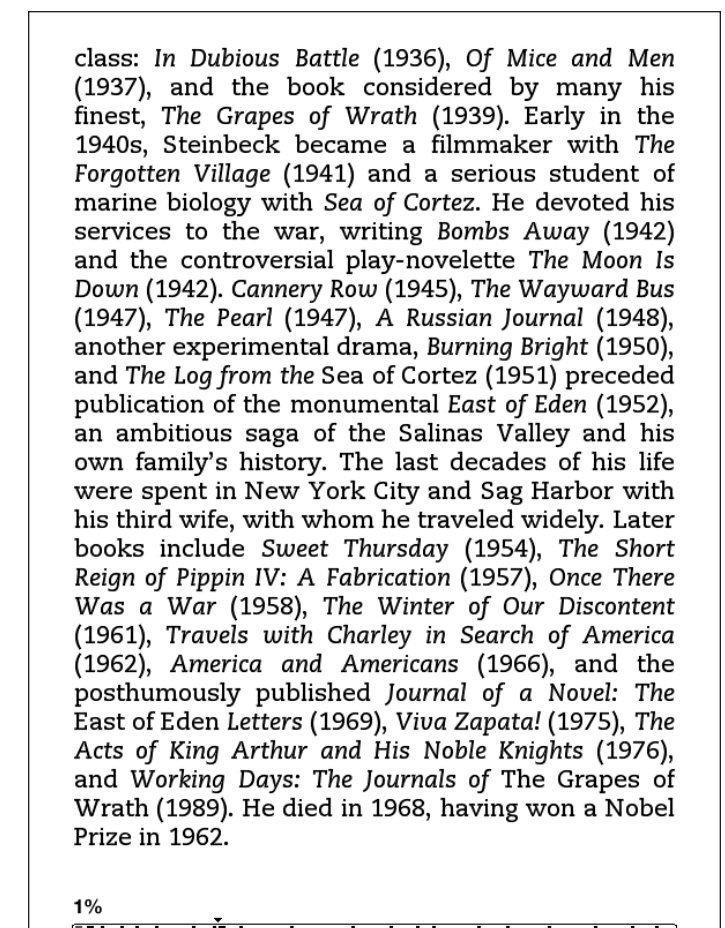 class: In Dubious Battle (1936), Of Mice and Men
(1937), and the book considered by many his
finest, The Grapes of Wrath (1939). Early in the
1940s, Steinbeck became a filmmaker with The
Forgotten Village (1941) and a serious student of
marine biology with Sea of Cortez. He devoted his
services to the war, writing Bombs Away (1942)
and the controversial play-novelette The Moon Is
Down (1942). Cannery Row (1945), The Wayward Bus
(1947), The Pearl (1947), A Russian Journal (1948),
another experimental drama, Burning Bright (1950),
and The Log from the Sea of Cortez (1951) preceded
publication of the monumental East of Eden (1952),
an ambitious saga of the Salinas Valley and his
own family’s history. The last decades of his life
were spent in New York City and Sag Harbor with
his third wife, with whom he traveled widely. Later
books include Sweet Thursday (1954), The Short
Reign of Pippin IV: A Fabrication (1957), Once There
Was a War (1958), The Winter of Our Discontent
(1961), Travels with Charley in Search of America
(1962), America and Americans (1966), and the
posthumously published Journal of a Novel: The
East of Eden Letters (1969), Viva Zapata! (1975), The
Acts of King Arthur and His Noble Knights (1976),
and Working Days: The Journals of The Grapes of
Wrath (1989). He died in 1968, having won a Nobel
Prize in 1962.
1%